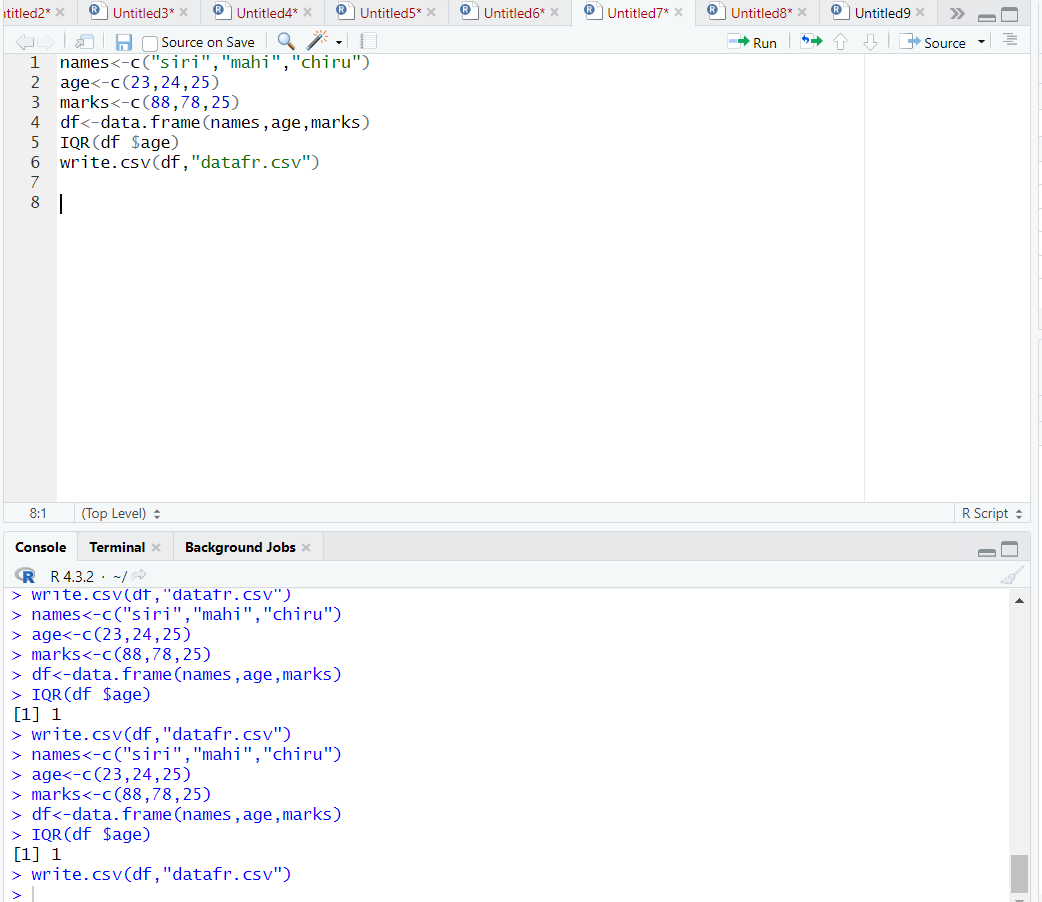 ntitled2* Untitled3* Untitled4* Untitled5* Untitled6* Untitled7* Untitled8* Untitled9
Source on Save Run Source
1 names<-c("siri","mahi","chiru")
2 age<-c(23,24,25)
3 marks<-c(88,78,25)
4 df<-data.frame(names,age,marks)
5 IQR(df $age)
6 write.csv(df,"datafr.csv")
7
8
8:1 (Top Level) R Script
Console Terminal Background Jobs
R R 4.3.2 · ~/
> write.csv(df,"datafr.csv")
> names<-c("siri","mahi","chiru")
> age<-c(23,24,25)
> marks<-c(88,78,25)
> df<-data.frame(names,age,marks)
> IQR(df $age)
[1] 1
> write.csv(df,"datafr.csv")
> names<-c("siri","mahi","chiru")
> age<-c(23,24,25)
> marks<-c(88,78,25)
> df<-data.frame(names,age,marks)
> IQR(df $age)
[1] 1
> write.csv(df,"datafr.csv")
>